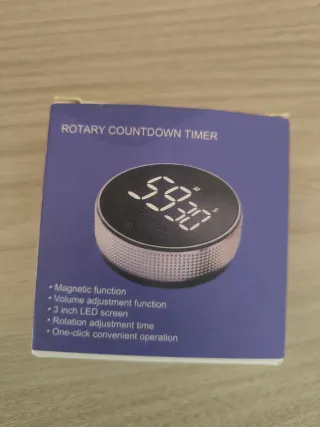 ROTARY COUNTDOWN TIMER
59 M
30 S
• Magnetic function
• Volume adjustment function
• 3 inch LED screen
• Rotation adjustment time
• One-click convenient operation